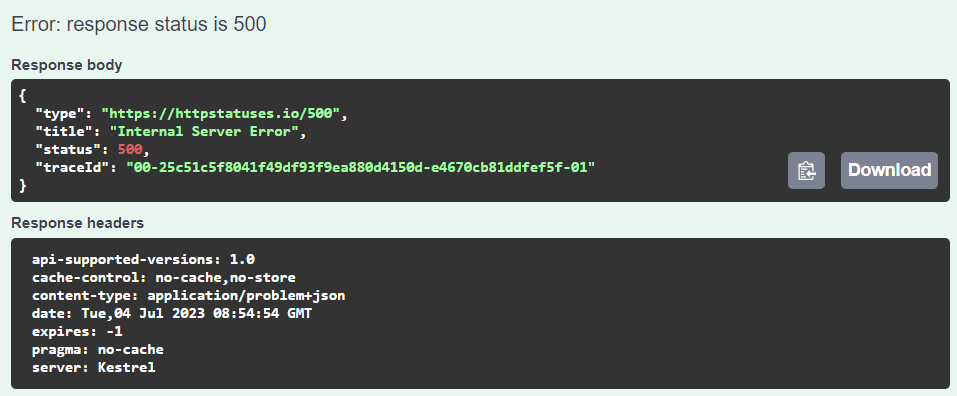 Error: response status is 500
Response body
{
"type": "https://httpstatuses.io/500",
"title": "Internal Server Error",
"status": 500,
"traceId": "00-25c51c5f8041f49df93f9ea880d4150d-e4670cb81ddfef5f-01"
}
Download
Response headers
api-supported-versions: 1.0
cache-control: no-cache,no-store
content-type: application/problem+json
date: Tue,04 Jul 2023 08:54:54 GMT
expires: -1
pragma: no-cache
server: Kestrel